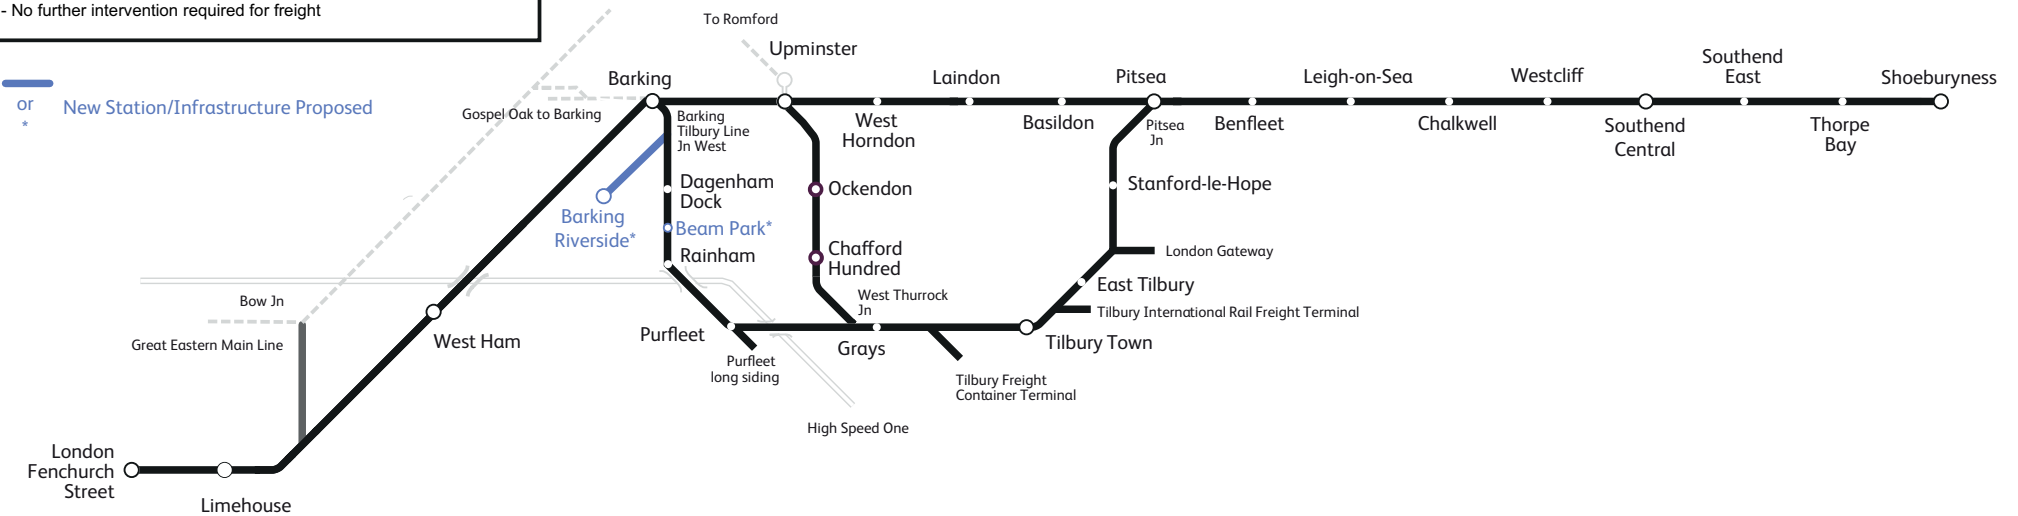 - No further intervention required for freight
or
*
New Station/Infrastructure Proposed
To Romford
Upminster
Barking
Gospel Oak to Barking
Barking
Tilbury Line
Jn West
Laindon
West
Horndon
Basildon
Pitsea
Pitsea
Jn
Benfleet
Leigh-on-Sea
Chalkwell
Westcliff
Southend
Central
Southend
East
Thorpe
Bay
Shoeburyness
Dagenham
Dock
Barking
Riverside*
Beam Park*
Rainham
Ockendon
Chafford
Hundred
Stanford-le-Hope
London Gateway
East Tilbury
Tilbury International Rail Freight Terminal
West Thurrock
Jn
Bow Jn
Great Eastern Main Line
West Ham
Purfleet
Purfleet
long siding
Grays
Tilbury Town
Tilbury Freight
Container Terminal
High Speed One
London
Fenchurch
Street
Limehouse